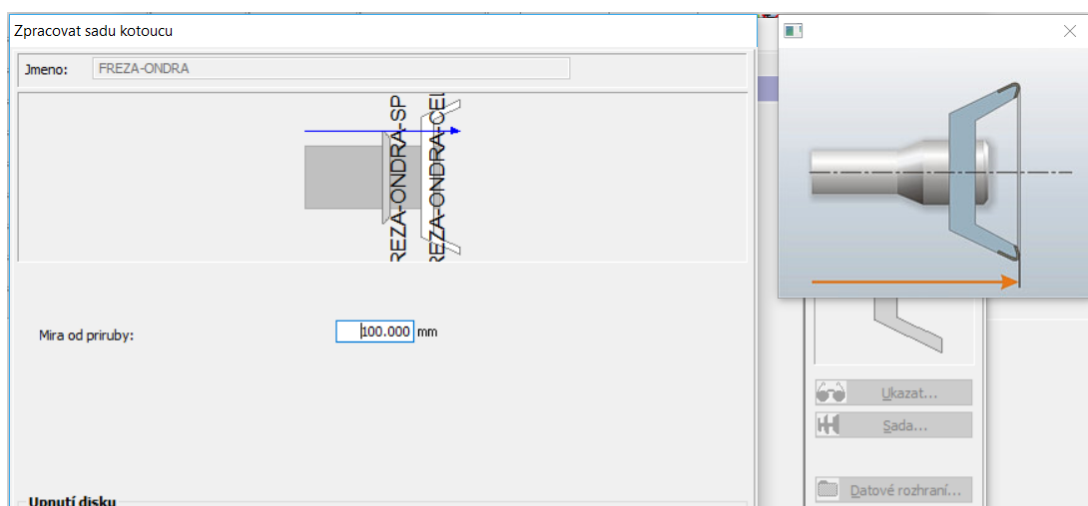 Zpracovat sadu kotoucu
Jmeno:
FREZA-ONDRA
REZA-ONDRA-SP
REZA-ONDRA-CEL
Mira od priruby:
100.000 mm
Ukazat...
Sada...
Datové rozhraní...
Upnutí disku